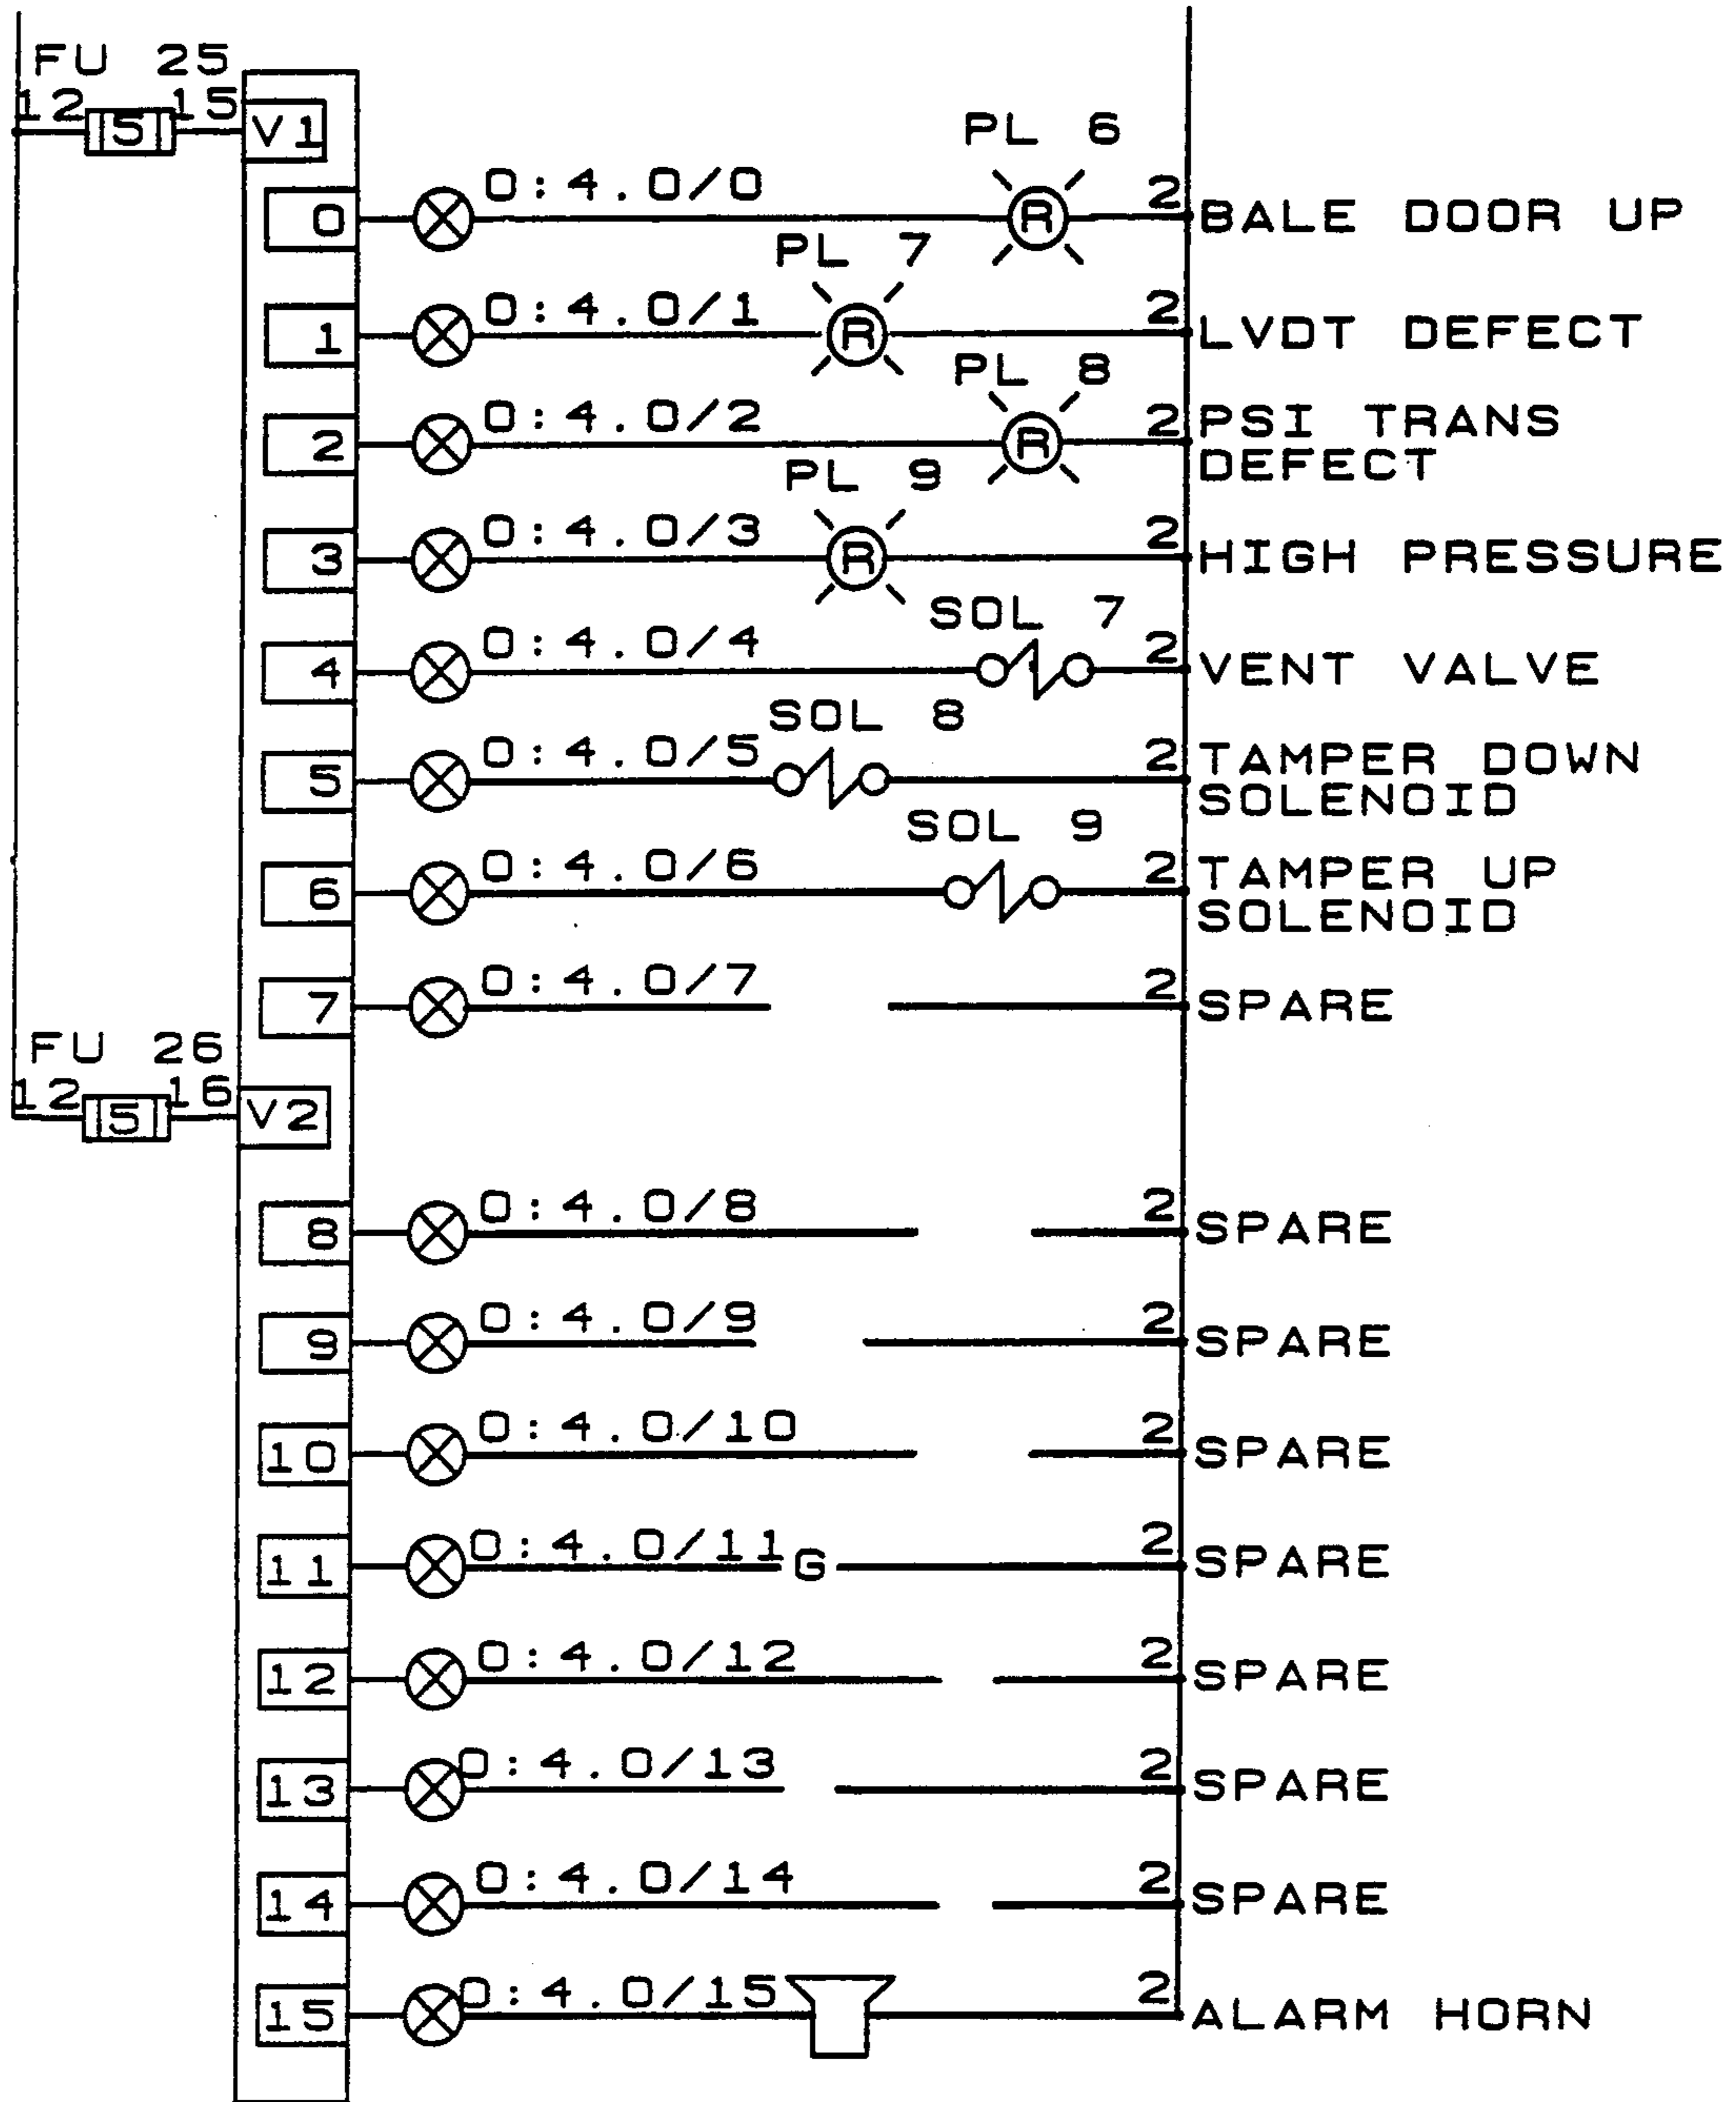 FU 25
12 5 15 V1
PL 6
0 O:4.0/0 R 2 BALE DOOR UP
PL 7
1 O:4.0/1 R 2 LVDT DEFECT
PL 8
2 O:4.0/2 R 2 PSI TRANS
DEFECT
PL 9
3 O:4.0/3 R 2 HIGH PRESSURE
SOL 7
4 O:4.0/4 2 VENT VALVE
SOL 8
5 O:4.0/5 2 TAMPER DOWN
SOLENOID
SOL 9
6 O:4.0/6 2 TAMPER UP
SOLENOID
7 O:4.0/7 2 SPARE
FU 26
12 5 16 V2
8 O:4.0/8 2 SPARE
9 O:4.0/9 2 SPARE
10 O:4.0/10 2 SPARE
11 O:4.0/11 G 2 SPARE
12 O:4.0/12 2 SPARE
13 O:4.0/13 2 SPARE
14 O:4.0/14 2 SPARE
15 O:4.0/15 2 ALARM HORN